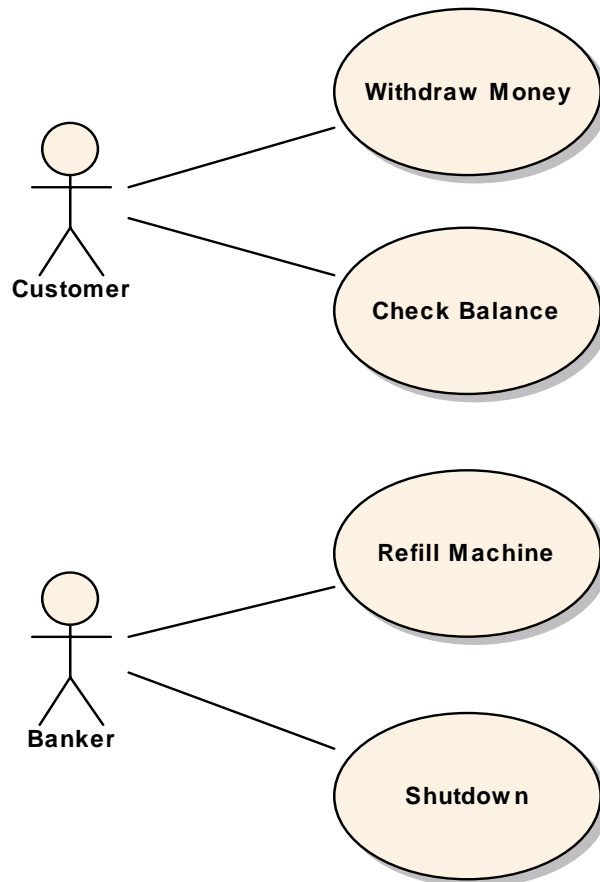 Withdraw Money
Customer
Check Balance
Refill Machine
Banker
Shutdown